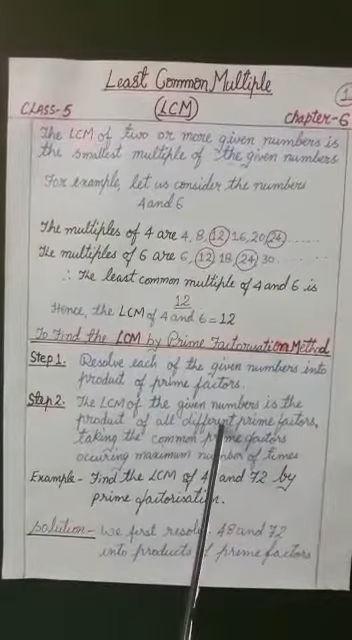 Least Common Multiple
(LCM)
1
CLASS-5
Chapter-6
The LCM of two or more given numbers is
the smallest multiple of the given numbers
For example, let us consider the numbers
4 and 6
The multiples of 4 are 4, 8, 12, 16, 20, 24......
The multiples of 6 are 6, 12, 18, 24, 30......
∴ The least common multiple of 4 and 6 is
12
Hence, the LCM of 4 and 6 = 12
To Find the LCM by Prime Factorisation Method
Step 1. Resolve each of the given numbers into
product of prime factors.
Step 2: The LCM of the given numbers is the
product of all different prime factors,
taking the common prime factors
occuring maximum number of times
Example - Find the LCM of 4 and 72 by
prime factorisation.
Solution - We first resolv 48 and 72
into products of prime factors